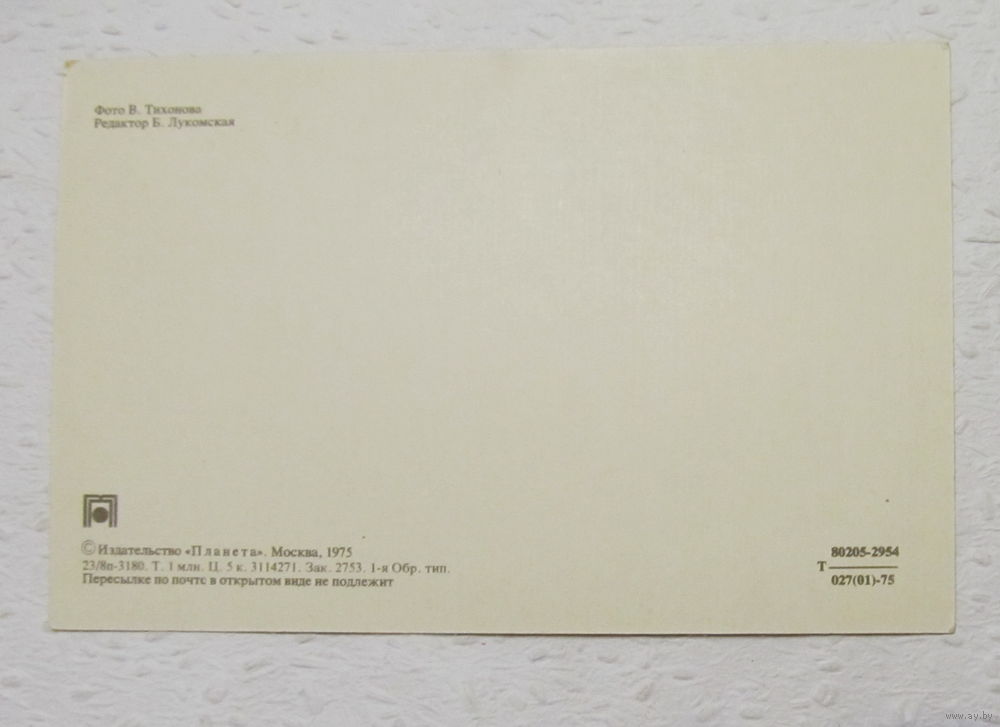 Фото В. Тихонова
Редактор Б. Лукомская
© Издательство «Планета». Москва, 1975
23/8п-3180. Т. 1 млн. Ц. 5 к. 3114271. Зак. 2753. 1-я Обр. тип.
Пересылке по почте в открытом виде не подлежит
80205-2954
Т
027(01)-75
www.ay.by